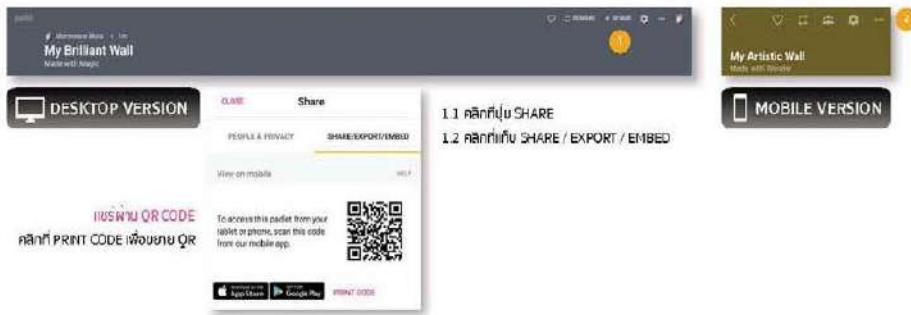 padlet
REMAKE
SHARE
My Brilliant Wall
Made with Magic
1
My Artistic Wall
Made with Wonder
DESKTOP VERSION
MOBILE VERSION
CLOSE
Share
PEOPLE & PRIVACY
SHARE/EXPORT/EMBED
View on mobile
HELP
To access this padlet from your
tablet or phone, scan this code
from our mobile app.
App Store
Google Play
PRINT CODE
1.1 คลิกที่ปุ่ม SHARE
1.2 คลิกที่แท็บ SHARE / EXPORT / EMBED
แชร์ผ่าน QR CODE
คลิกที่ PRINT CODE เพื่อขยาย QR